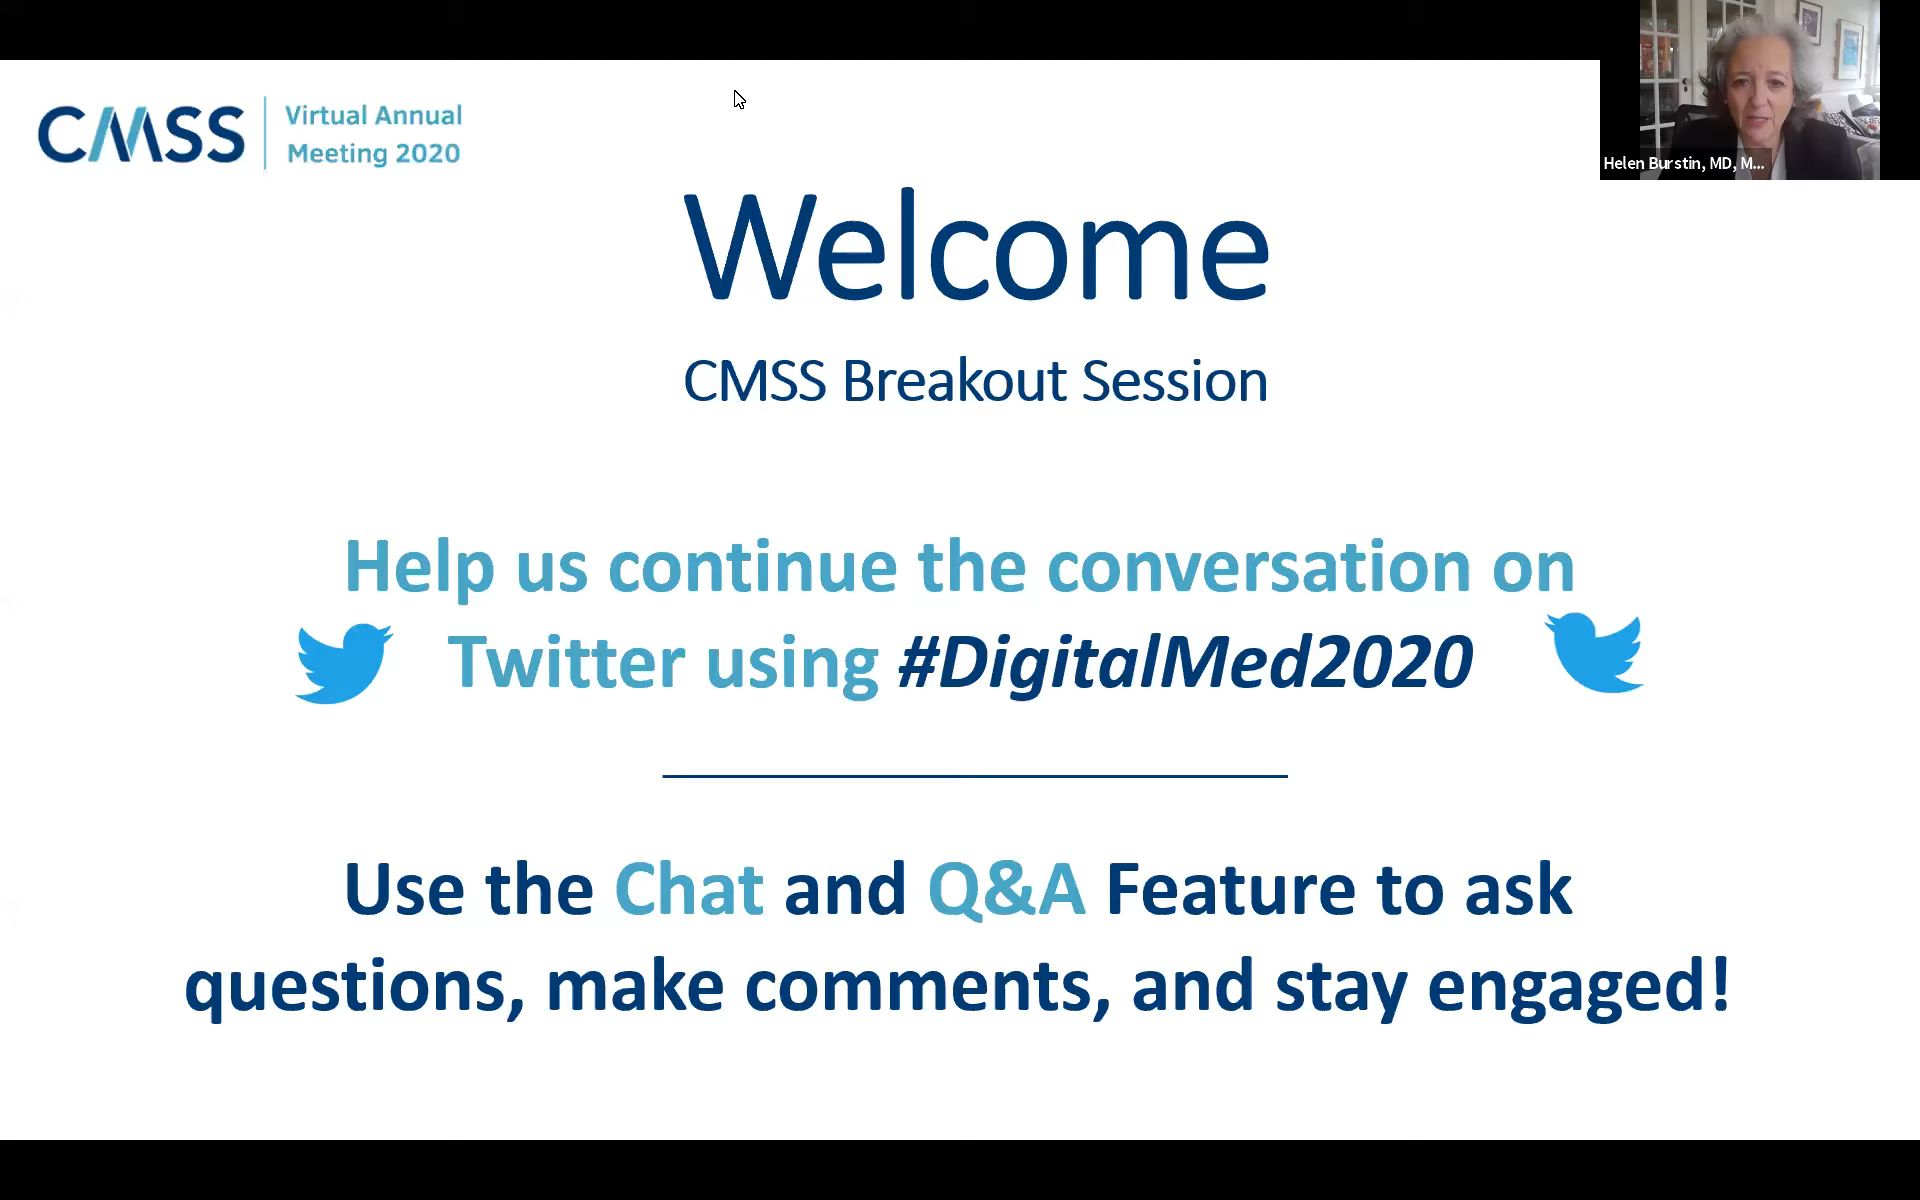 CMSS
Virtual Annual
Meeting 2020
Helen Burstin, MD, M...
Welcome
CMSS Breakout Session
Help us continue the conversation on
Twitter using #DigitalMed2020
Use the Chat and Q&A Feature to ask
questions, make comments, and stay engaged!